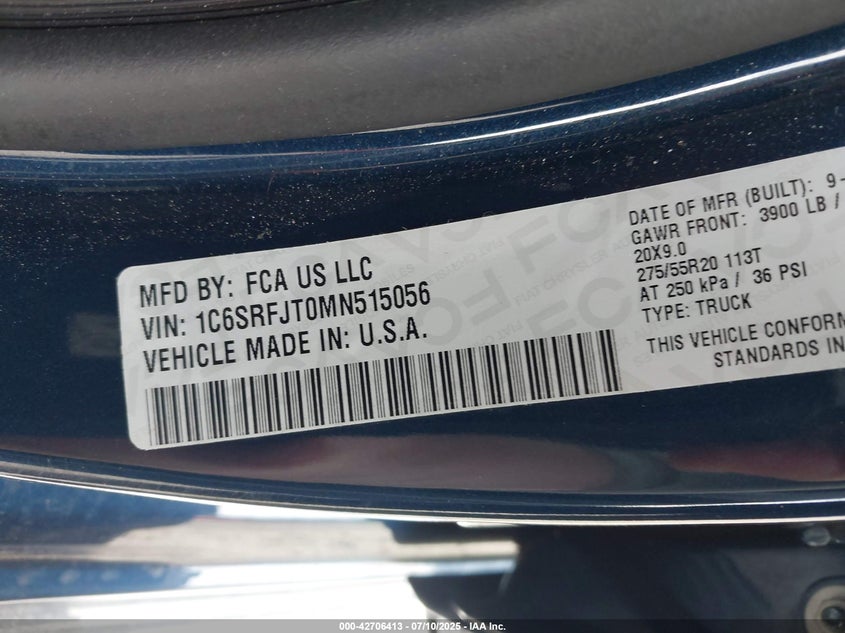 MFD BY: FCA US LLC
VIN: 1C6SRFJT0MN515056
VEHICLE MADE IN: U.S.A.
DATE OF MFR (BUILT): 9-
GAWR FRONT: 3900 LB /
20X9.0
275/55R20 113T
AT 250 kPa / 36 PSI
TYPE: TRUCK
THIS VEHICLE CONFORM
STANDARDS IN
000-42706413 - 07/10/2025 - IAA Inc.